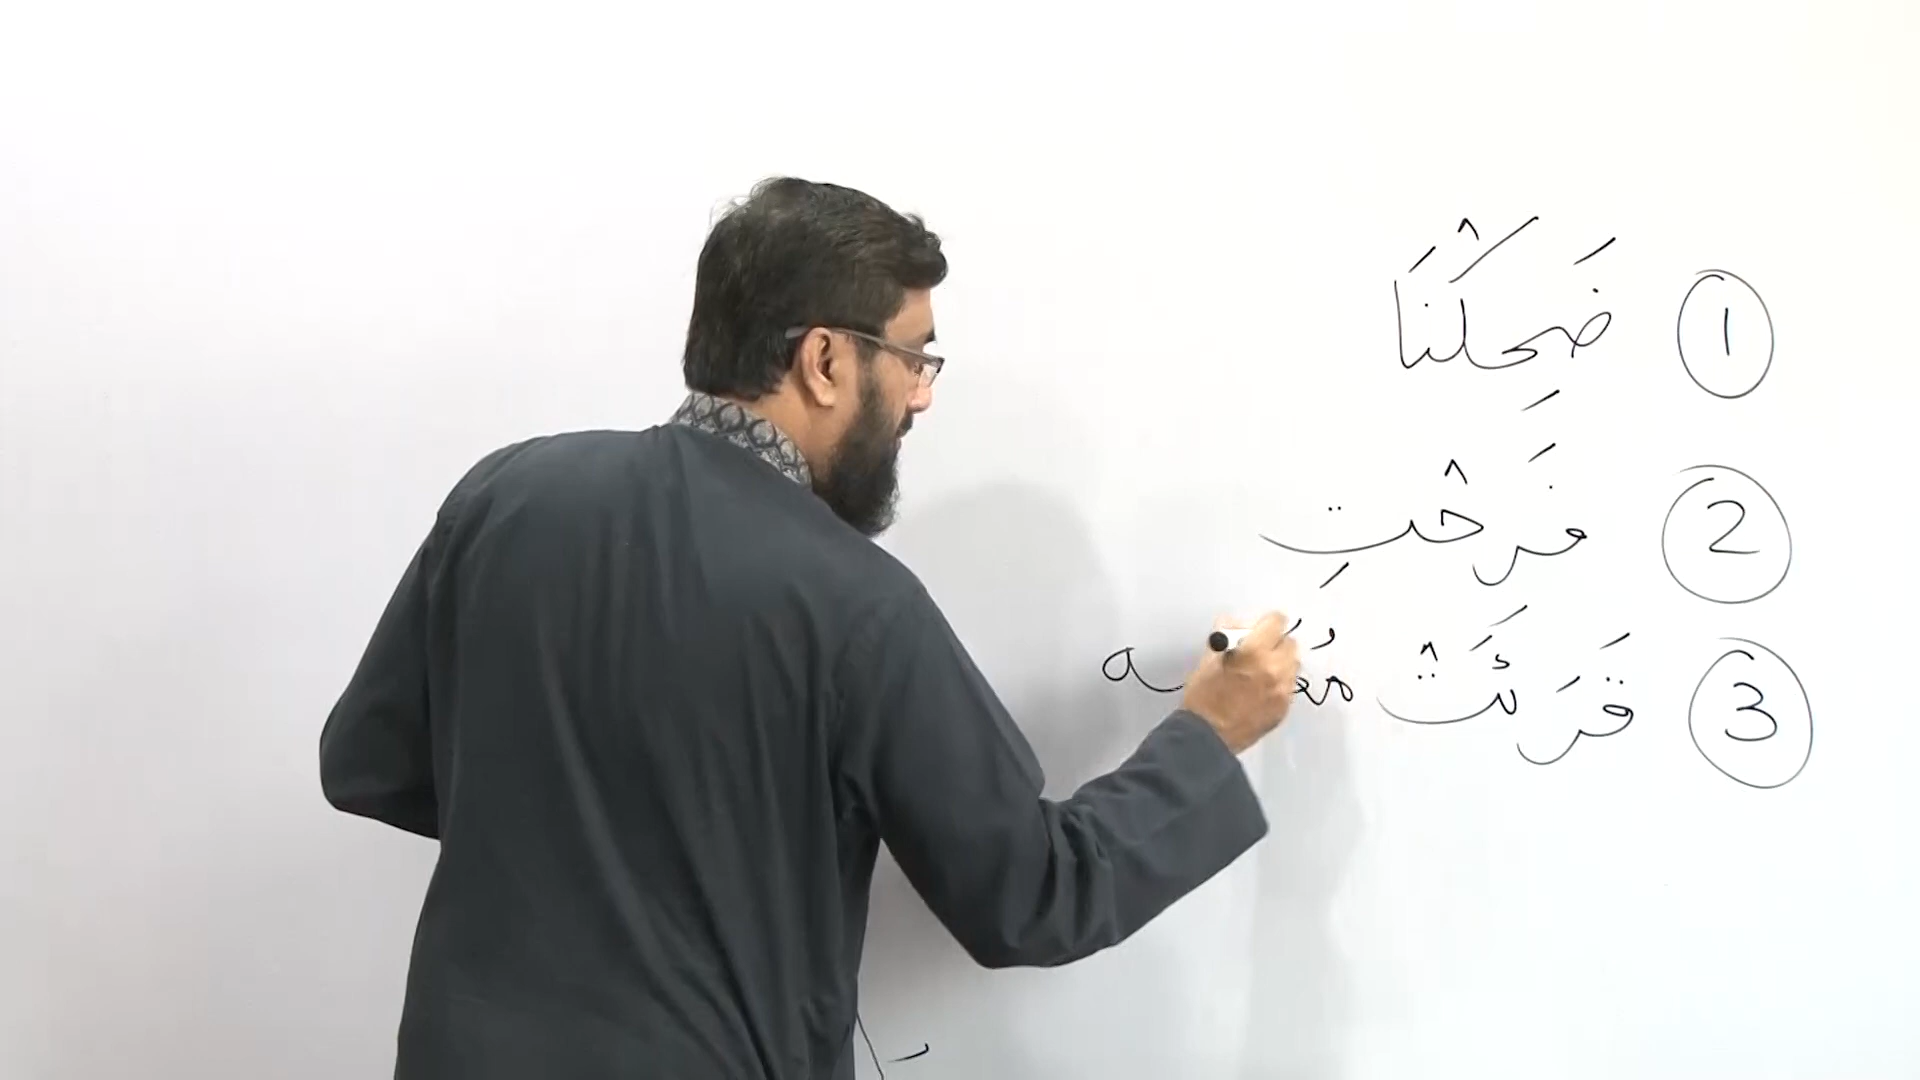 1 ضَحِكْنَا
2 فَرَحْتِ
3 قَرَئَتْ